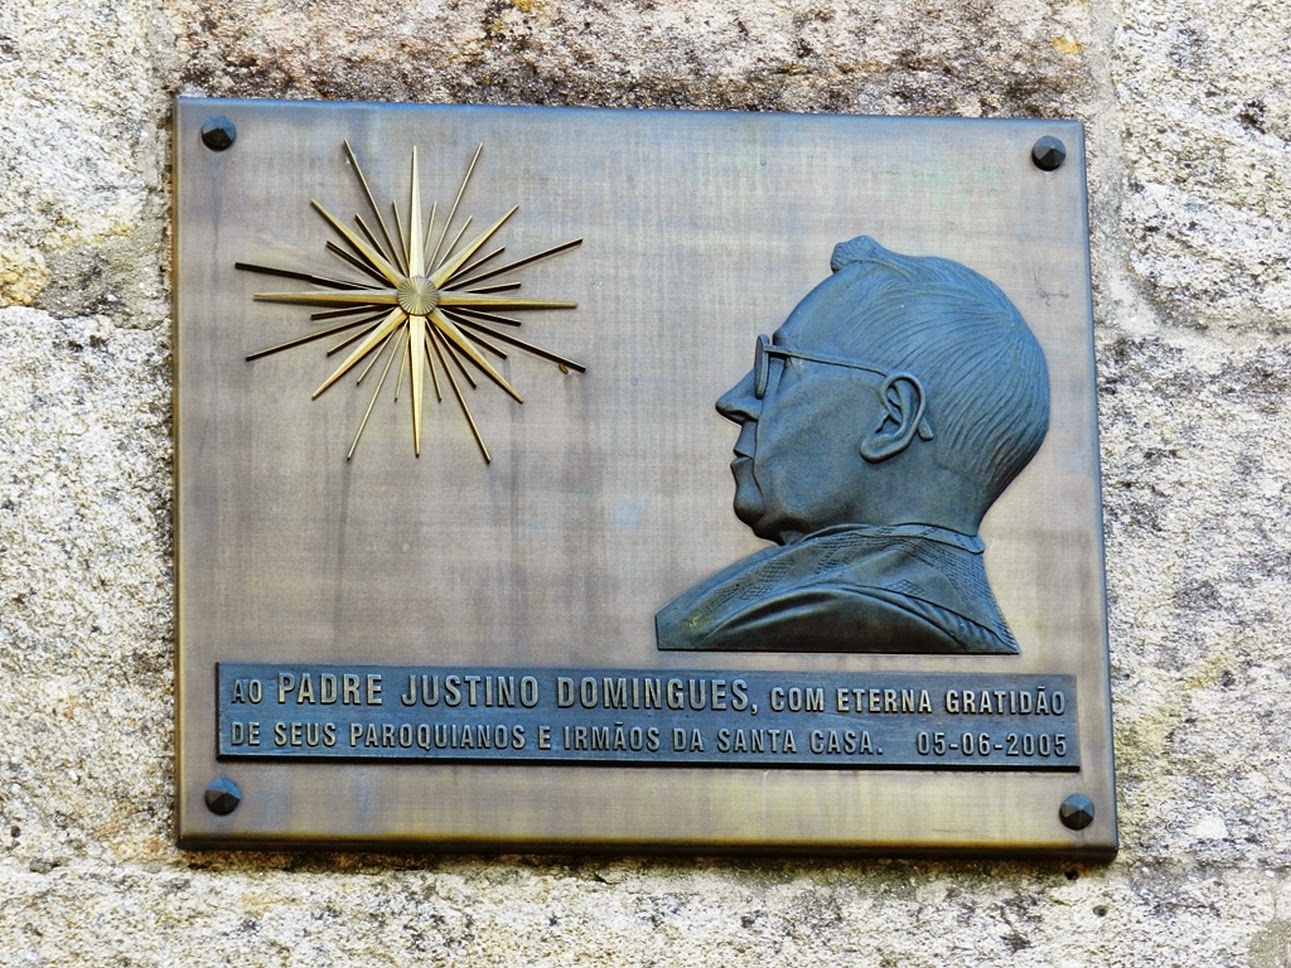 AO PADRE JUSTINO DOMINGUES, COM ETERNA GRATIDÃO
DE SEUS PAROQUIANOS E IRMÃOS DA SANTA CASA. 05-06-2005